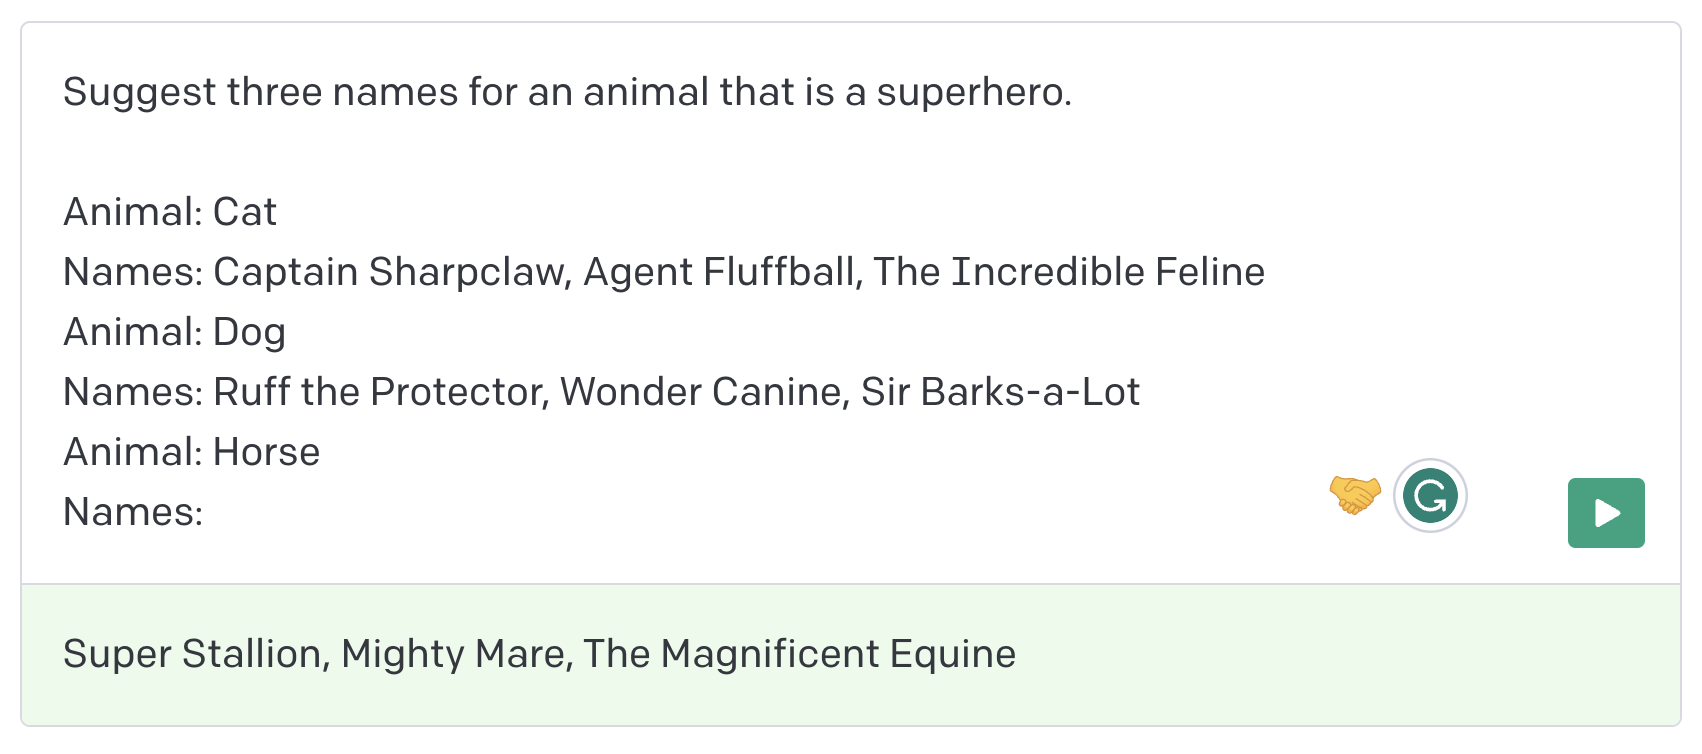 Suggest three names for an animal that is a superhero.
Animal: Cat
Names: Captain Sharpclaw, Agent Fluffball, The Incredible Feline
Animal: Dog
Names: Ruff the Protector, Wonder Canine, Sir Barks-a-Lot
Animal: Horse
Names:
Super Stallion, Mighty Mare, The Magnificent Equine